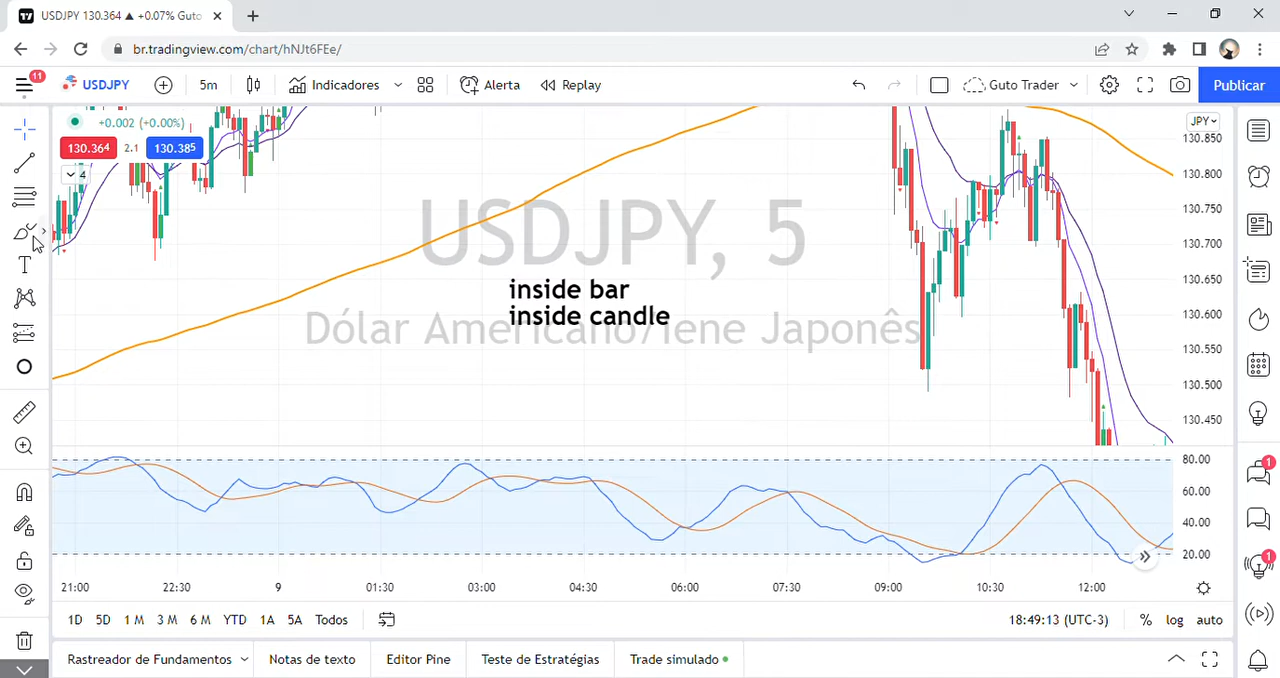 USDJPY 130.364 ▲ +0.07% Guto
br.tradingview.com/chart/hNJt6FEe/
11
USDJPY
5m
Indicadores
Alerta
Replay
Guto Trader
Publicar
+0.002 (+0.00%)
130.364
2.1
130.385
4
USDJPY, 5
Dólar Americano/Iene Japonês
inside bar
inside candle
JPY
130.850
130.800
130.750
130.700
130.650
130.600
130.550
130.500
130.450
80.00
60.00
40.00
20.00
21:00 22:30 9 01:30 03:00 04:30 06:00 07:30 09:00 10:30 12:00
1D 5D 1 M 3 M 6 M YTD 1A 5A Todos
18:49:13 (UTC-3) % log auto
Rastreador de Fundamentos Notas de texto Editor Pine Teste de Estratégias Trade simulado
1
1